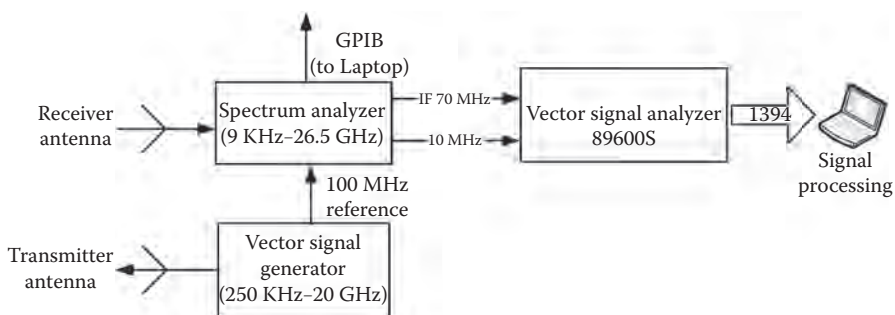 GPIB
(to Laptop)
Receiver
antenna
Spectrum analyzer
(9 KHz–26.5 GHz)
IF 70 MHz
10 MHz
Vector signal analyzer
89600S
1394
Signal
processing
100 MHz
reference
Transmitter
antenna
Vector signal
generator
(250 KHz–20 GHz)